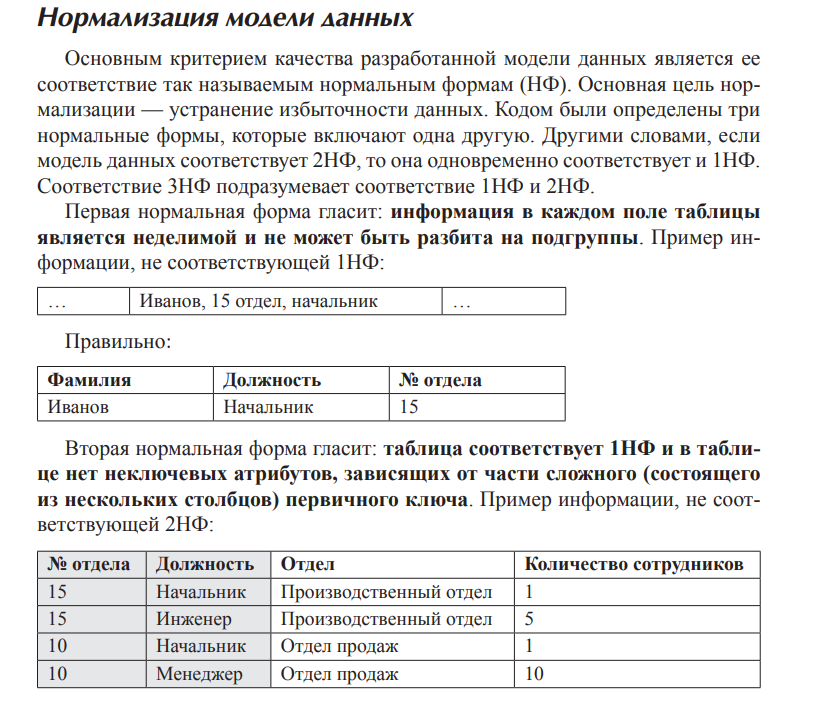 Нормализация модели данных
Основным критерием качества разработанной модели данных является ее
соответствие так называемым нормальным формам (НФ). Основная цель нор-
мализации — устранение избыточности данных. Кодом были определены три
нормальные формы, которые включают одна другую. Другими словами, если
модель данных соответствует 2НФ, то она одновременно соответствует и 1НФ.
Соответствие 3НФ подразумевает соответствие 1НФ и 2НФ.
Первая нормальная форма гласит: информация в каждом поле таблицы
является неделимой и не может быть разбита на подгруппы. Пример ин-
формации, не соответствующей 1НФ:
… Иванов, 15 отдел, начальник …
Правильно:
Фамилия Должность № отдела
Иванов Начальник 15
Вторая нормальная форма гласит: таблица соответствует 1НФ и в табли-
це нет неключевых атрибутов, зависящих от части сложного (состоящего
из нескольких столбцов) первичного ключа. Пример информации, не соот-
ветствующей 2НФ:
№ отдела Должность Отдел Количество сотрудников
15 Начальник Производственный отдел 1
15 Инженер Производственный отдел 5
10 Начальник Отдел продаж 1
10 Менеджер Отдел продаж 10